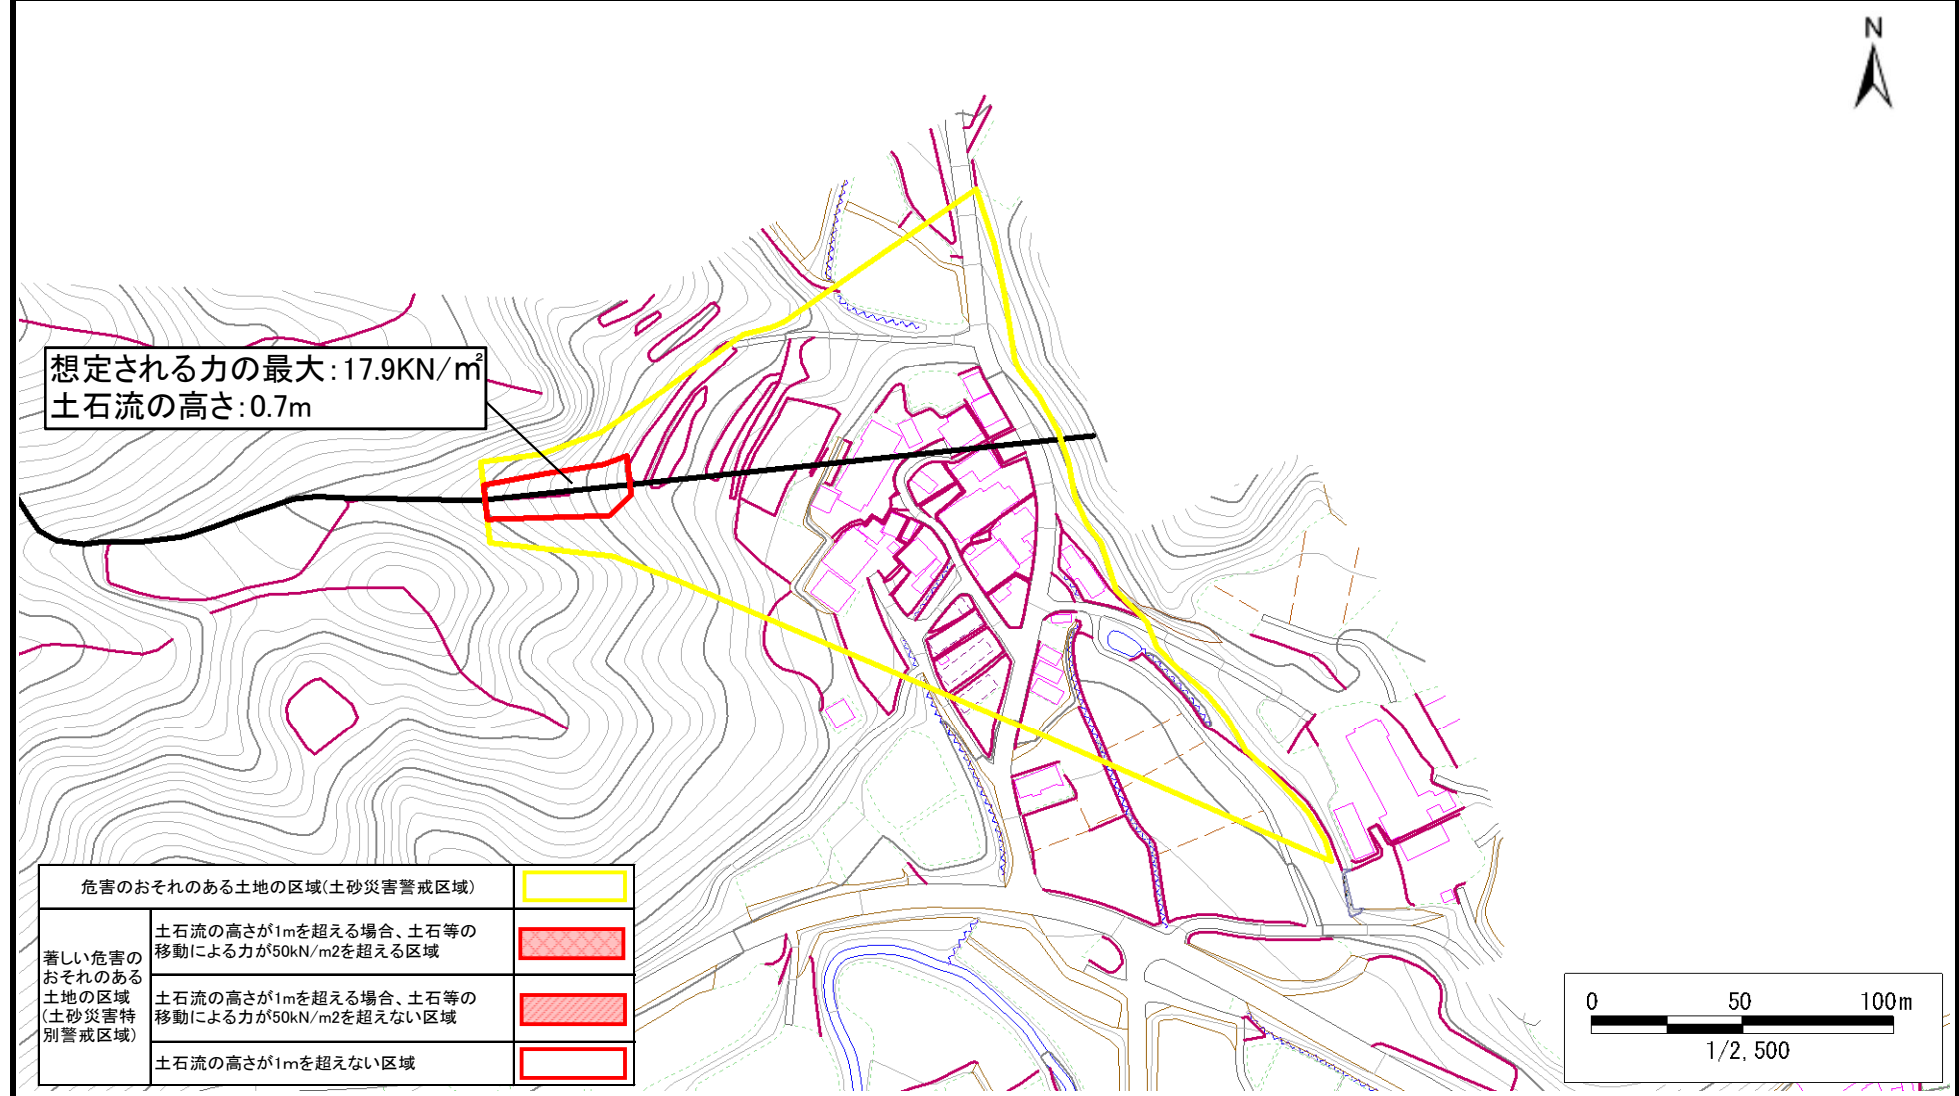 N
想定される力の最大:17.9KN/㎡
土石流の高さ:0.7m
危害のおそれのある土地の区域(土砂災害警戒区域)
著しい危害の
おそれのある
土地の区域
(土砂災害特
別警戒区域)
土石流の高さが1mを超える場合、土石等の
移動による力が50kN/m2を超える区域
土石流の高さが1mを超える場合、土石等の
移動による力が50kN/m2を超えない区域
土石流の高さが1mを超えない区域
0 50 100m
1/2,500